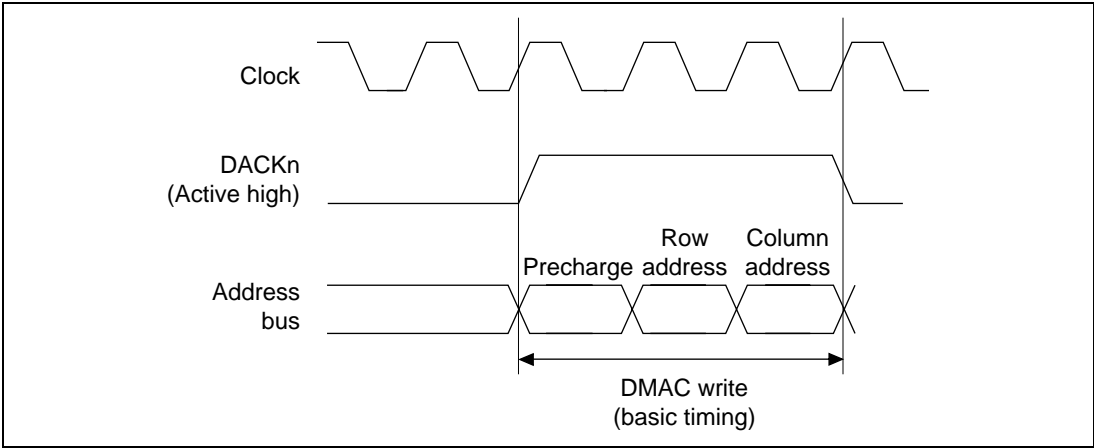 Clock
DACKn
(Active high)
Row
Column
Precharge
address
address
Address
bus
DMAC write
(basic timing)